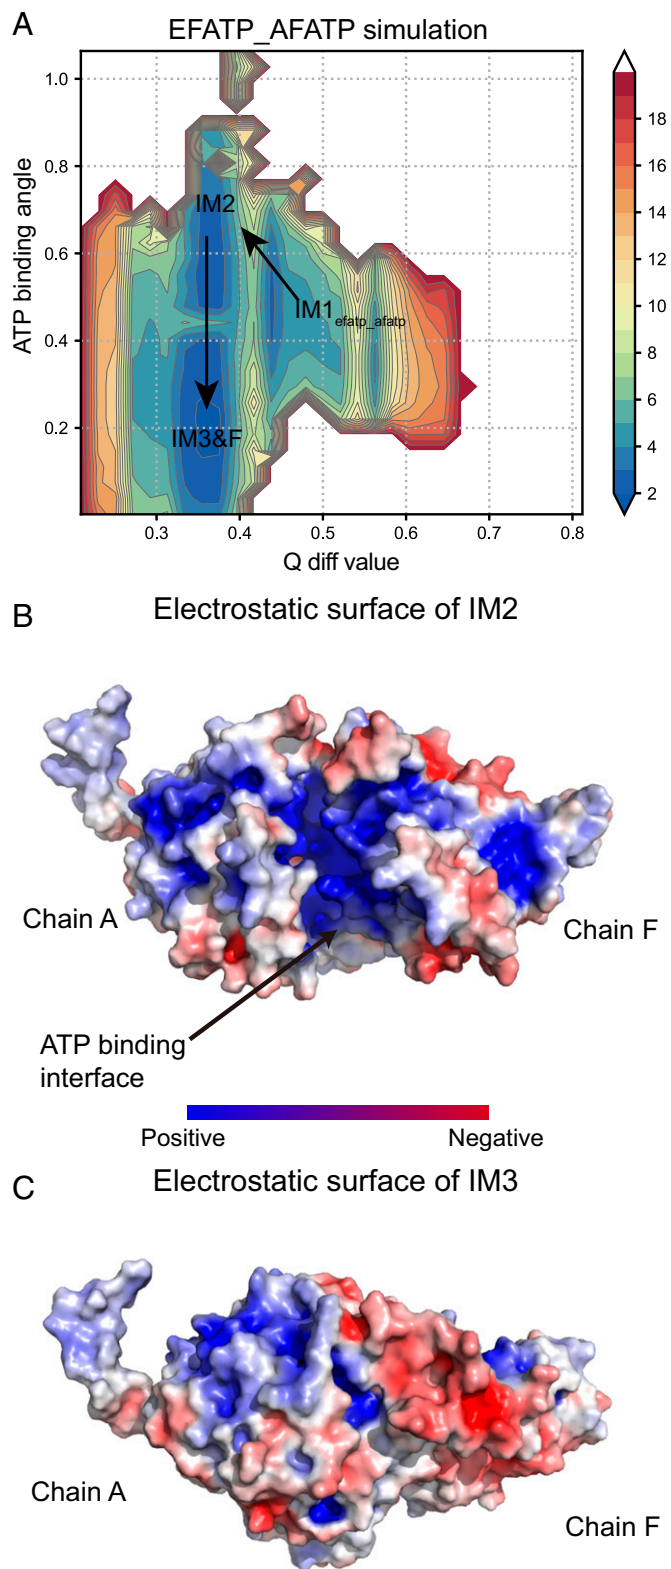 A
EFATP_AFATP simulation
1.0
0.8
0.6
0.4
0.2
ATP binding angle
IM2
IM1efatp_afatp
IM3&F
0.3 0.4 0.5 0.6 0.7 0.8
Q diff value
18
16
14
12
10
8
6
4
2
B
Electrostatic surface of IM2
Chain A
Chain F
ATP binding
interface
Positive
Negative
C
Electrostatic surface of IM3
Chain A
Chain F